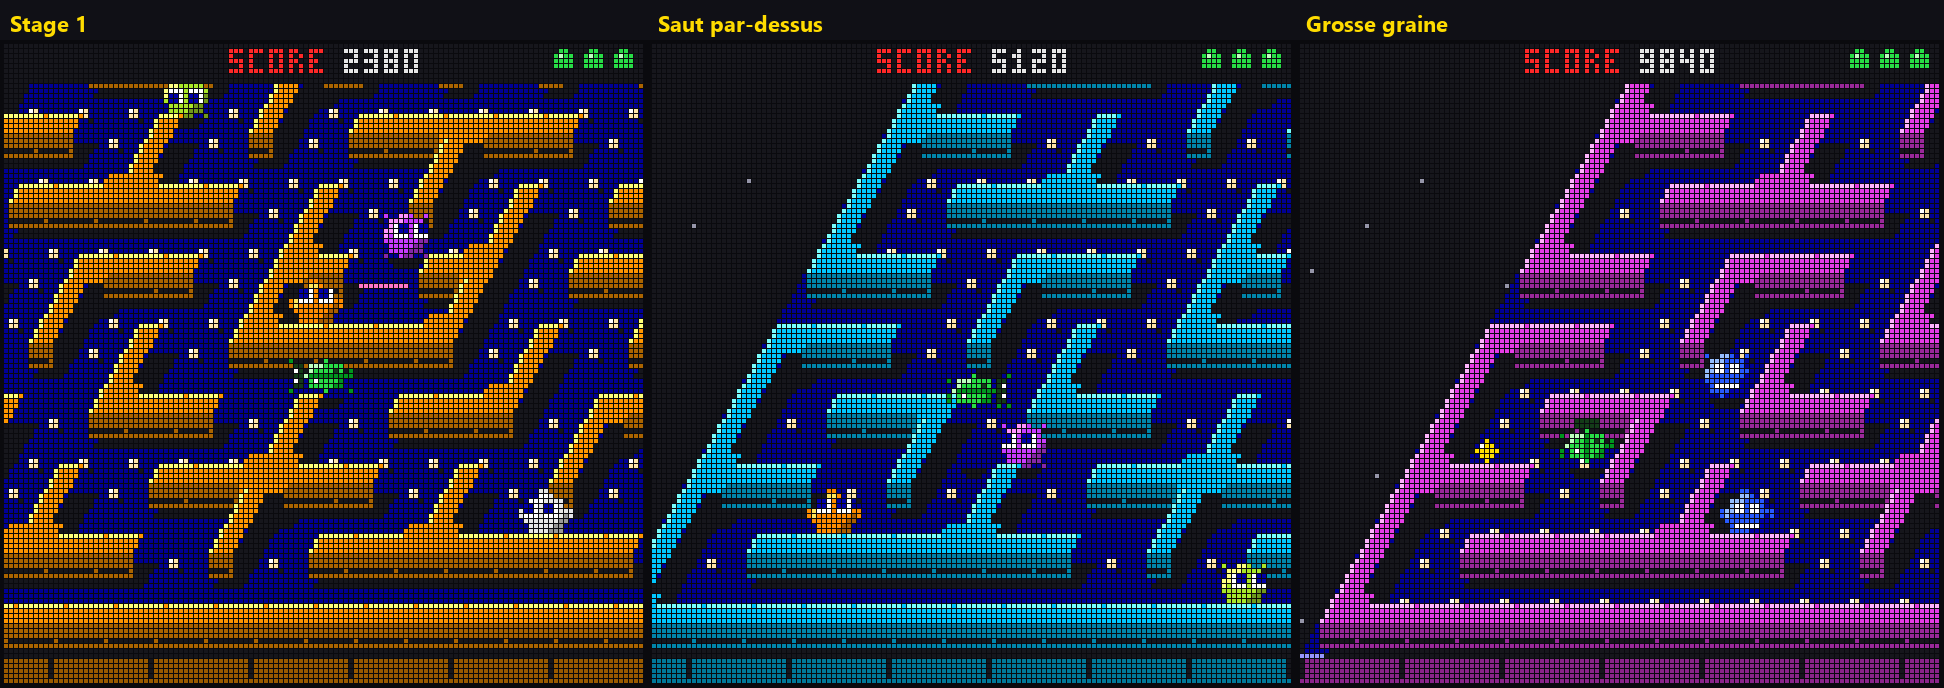 Stage 1
SCORE 2380
Saut par-dessus
SCORE 5120
Grosse graine
SCORE 9840